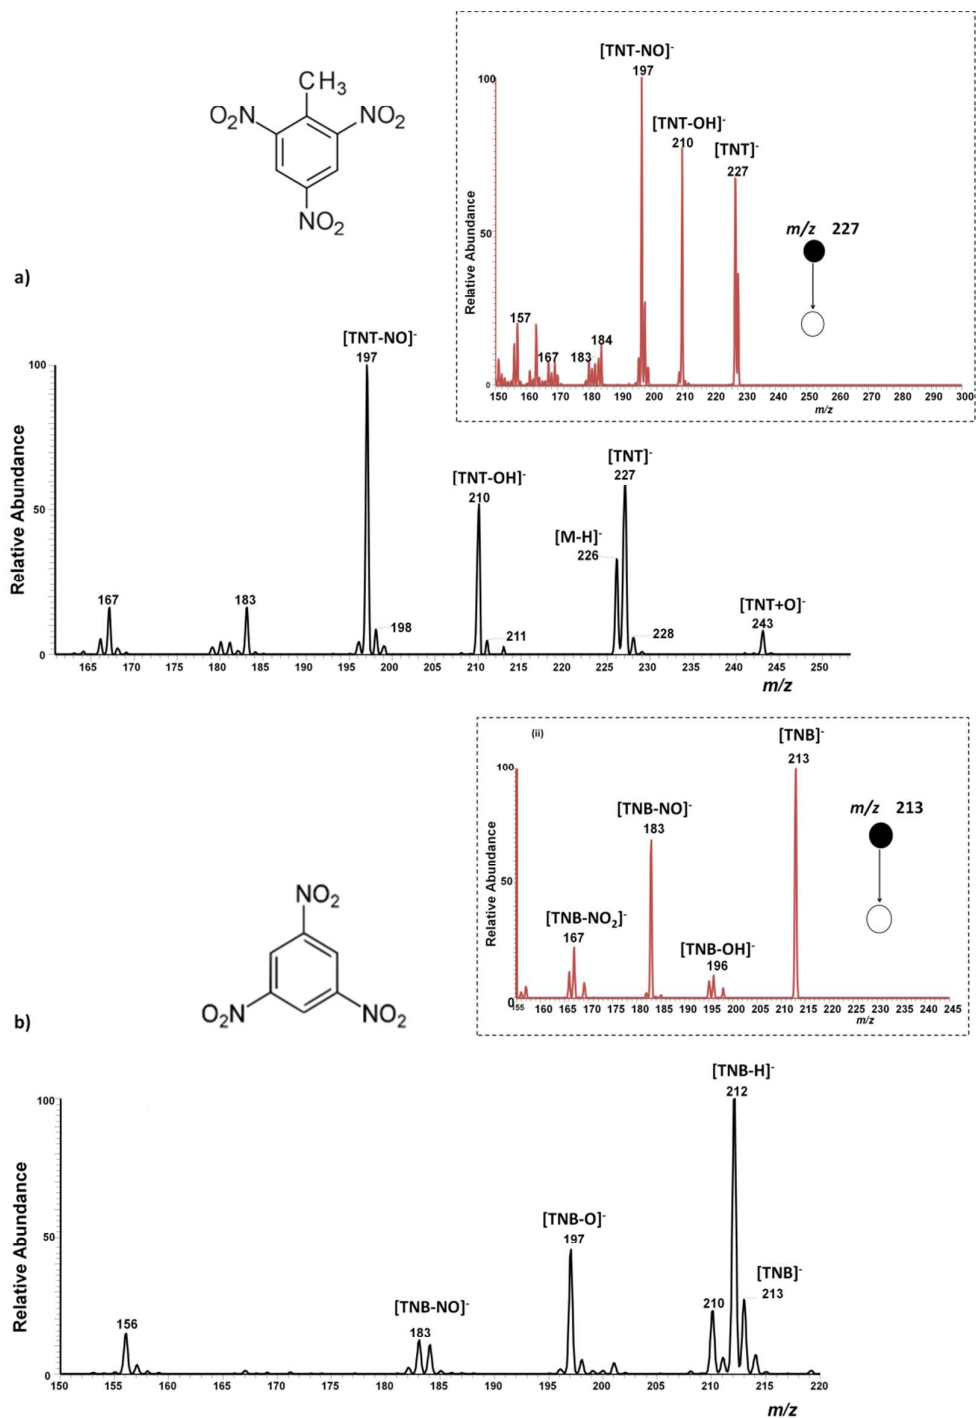 CH₃
O₂N
NO₂
NO₂
a)
[TNT-NO]⁻
197
[TNT-OH]⁻
210
[TNT]⁻
227
m/z 227
157
167
183
184
100
50
0
Relative Abundance
150 160 170 180 190 200 210 220 230 240 250 260 270 280 290 300
m/z
[TNT-NO]⁻
197
[TNT-OH]⁻
210
[TNT]⁻
227
[M-H]⁻
226
[TNT+O]⁻
243
167
183
198
211
228
100
50
0
Relative Abundance
165 170 175 180 185 190 195 200 205 210 215 220 225 230 235 240 245 250
m/z
(ii)
[TNB]⁻
213
m/z 213
[TNB-NO]⁻
183
[TNB-NO₂]⁻
167
[TNB-OH]⁻
196
100
50
0
Relative Abundance
155 160 165 170 175 180 185 190 195 200 205 210 215 220 225 230 235 240 245
m/z
NO₂
O₂N
NO₂
b)
[TNB-H]⁻
212
[TNB-O]⁻
197
[TNB]⁻
210
213
[TNB-NO]⁻
183
156
100
50
0
Relative Abundance
150 155 160 165 170 175 180 185 190 195 200 205 210 215 220
m/z